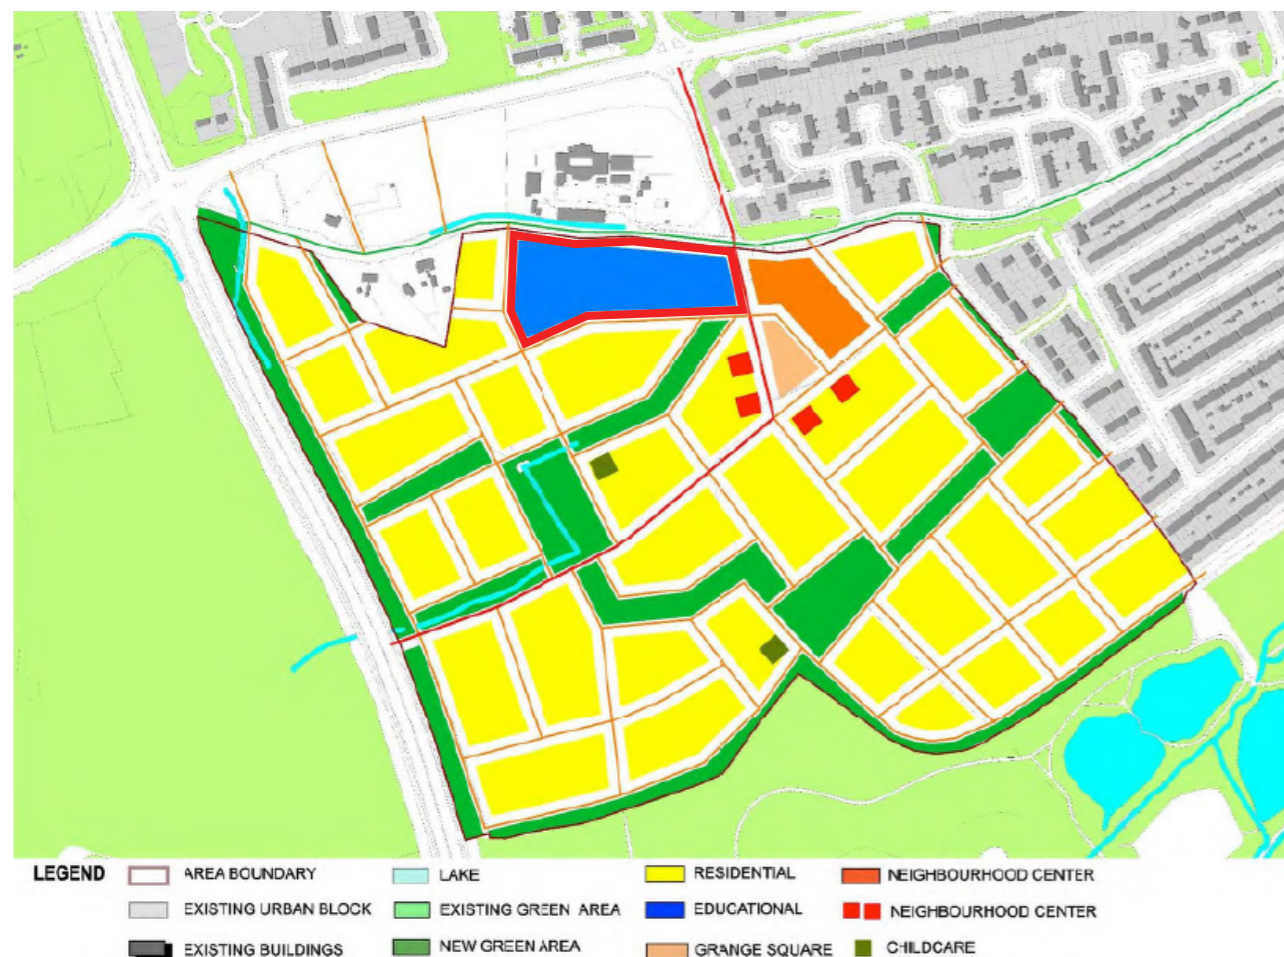 LEGEND
AREA BOUNDARY
LAKE
RESIDENTIAL
NEIGHBOURHOOD CENTER
EXISTING URBAN BLOCK
EXISTING GREEN AREA
EDUCATIONAL
NEIGHBOURHOOD CENTER
EXISTING BUILDINGS
NEW GREEN AREA
GRANGE SQUARE
CHILDCARE